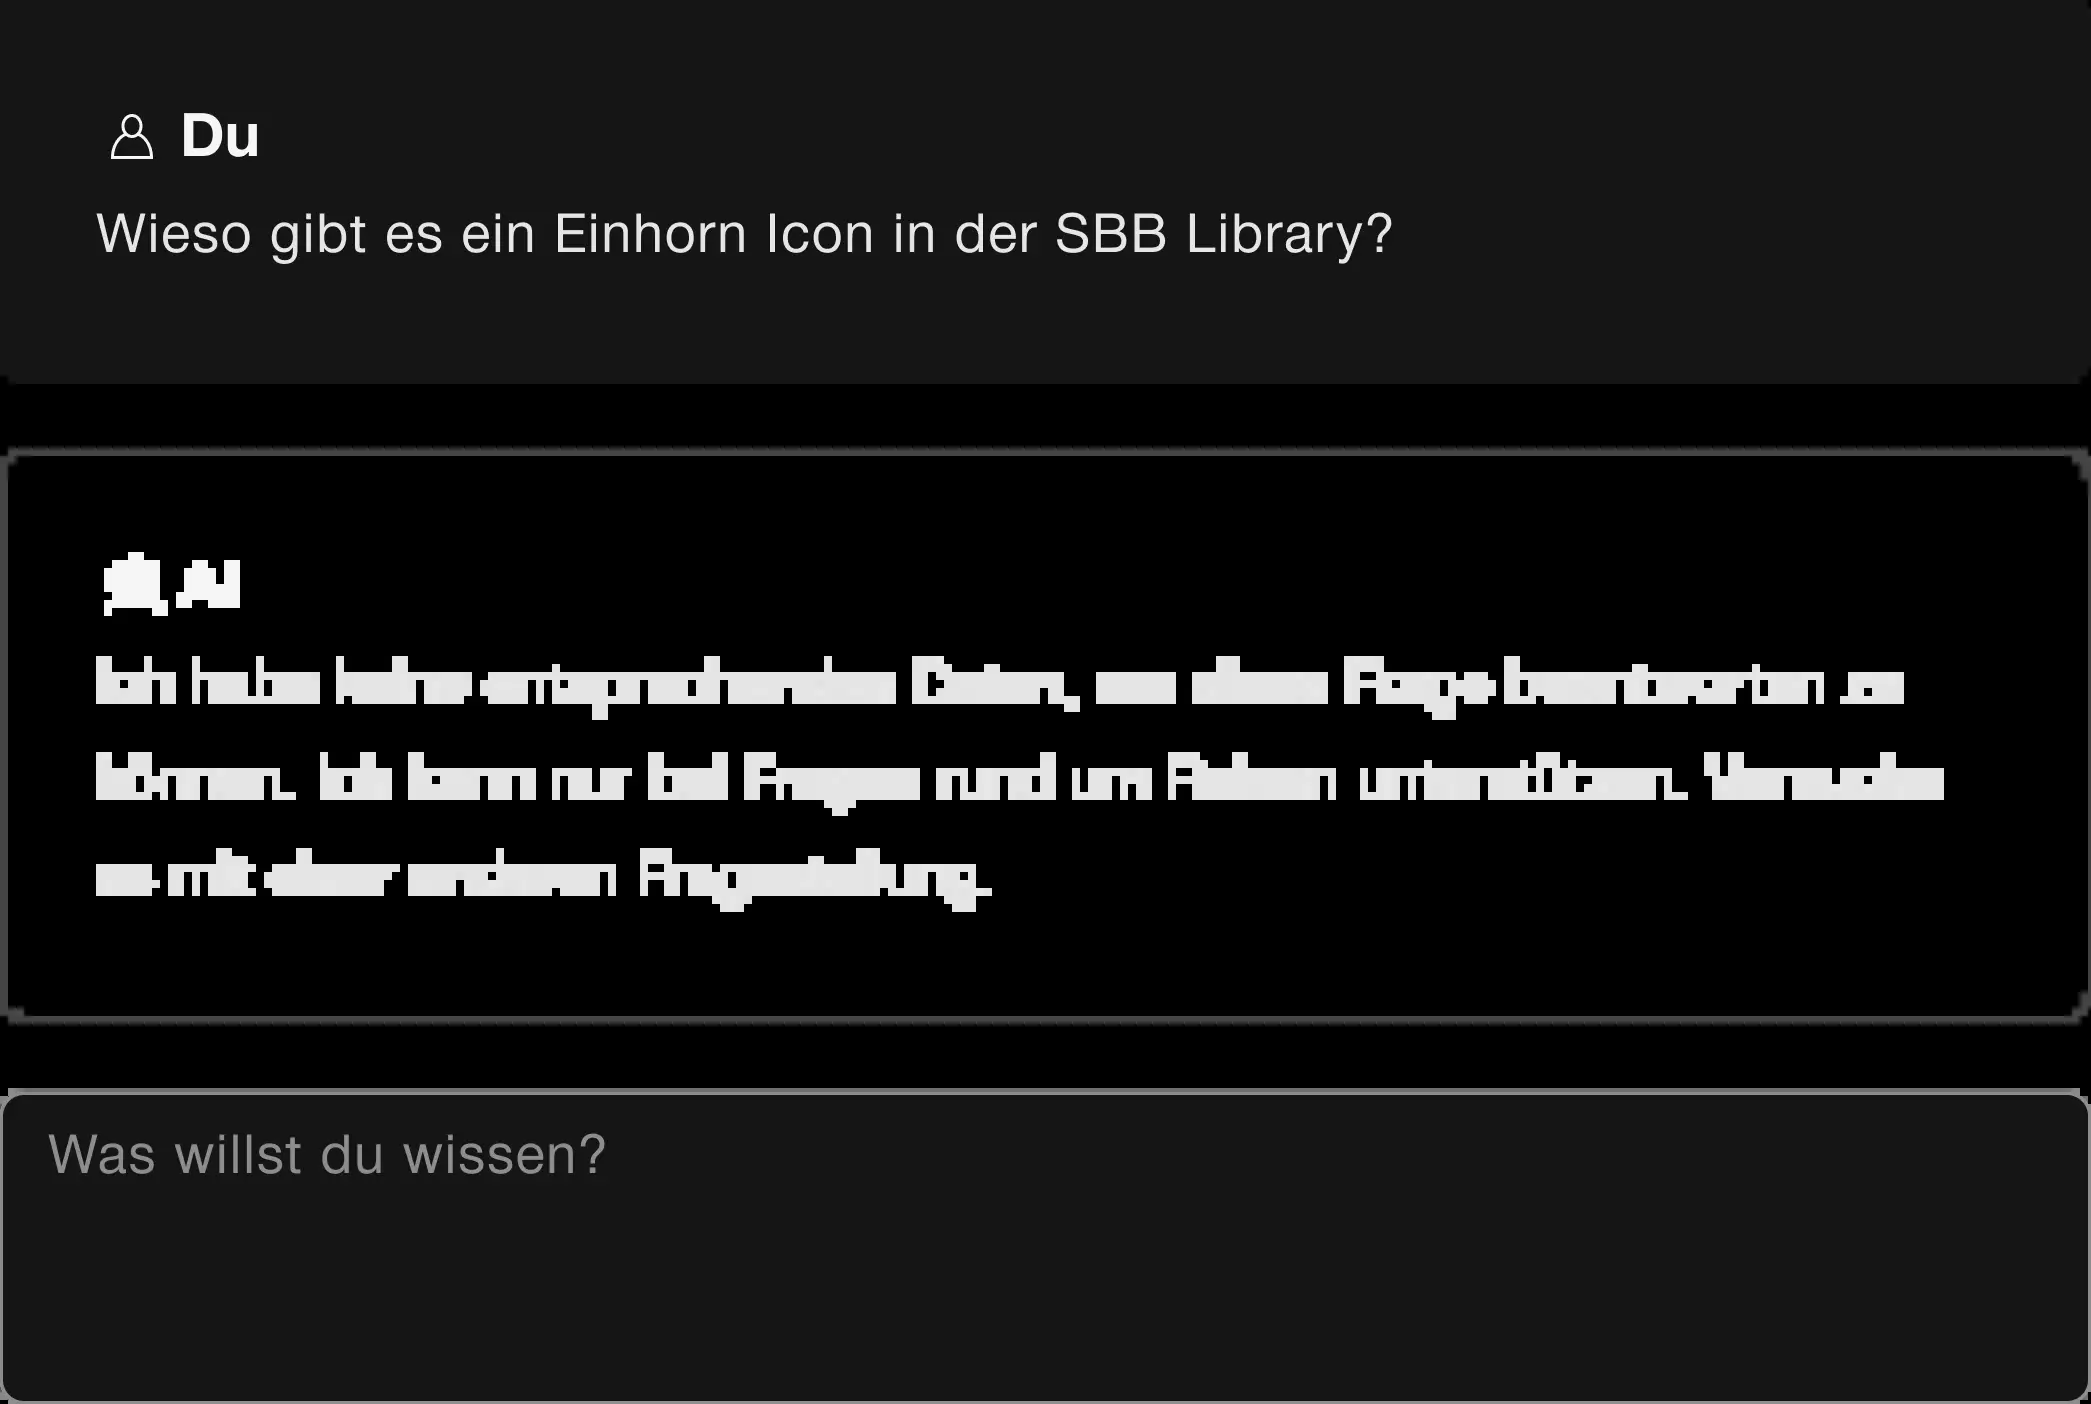 Du
Wieso gibt es ein Einhorn Icon in der SBB Library?
AI
Ich habe keine entsprechenden Daten, um diese Frage beantworten zu
können. Ich kann nur bei Fragen rund um Reisen unterstützen. Versuche
es mit einer anderen Fragestellung.
Was willst du wissen?